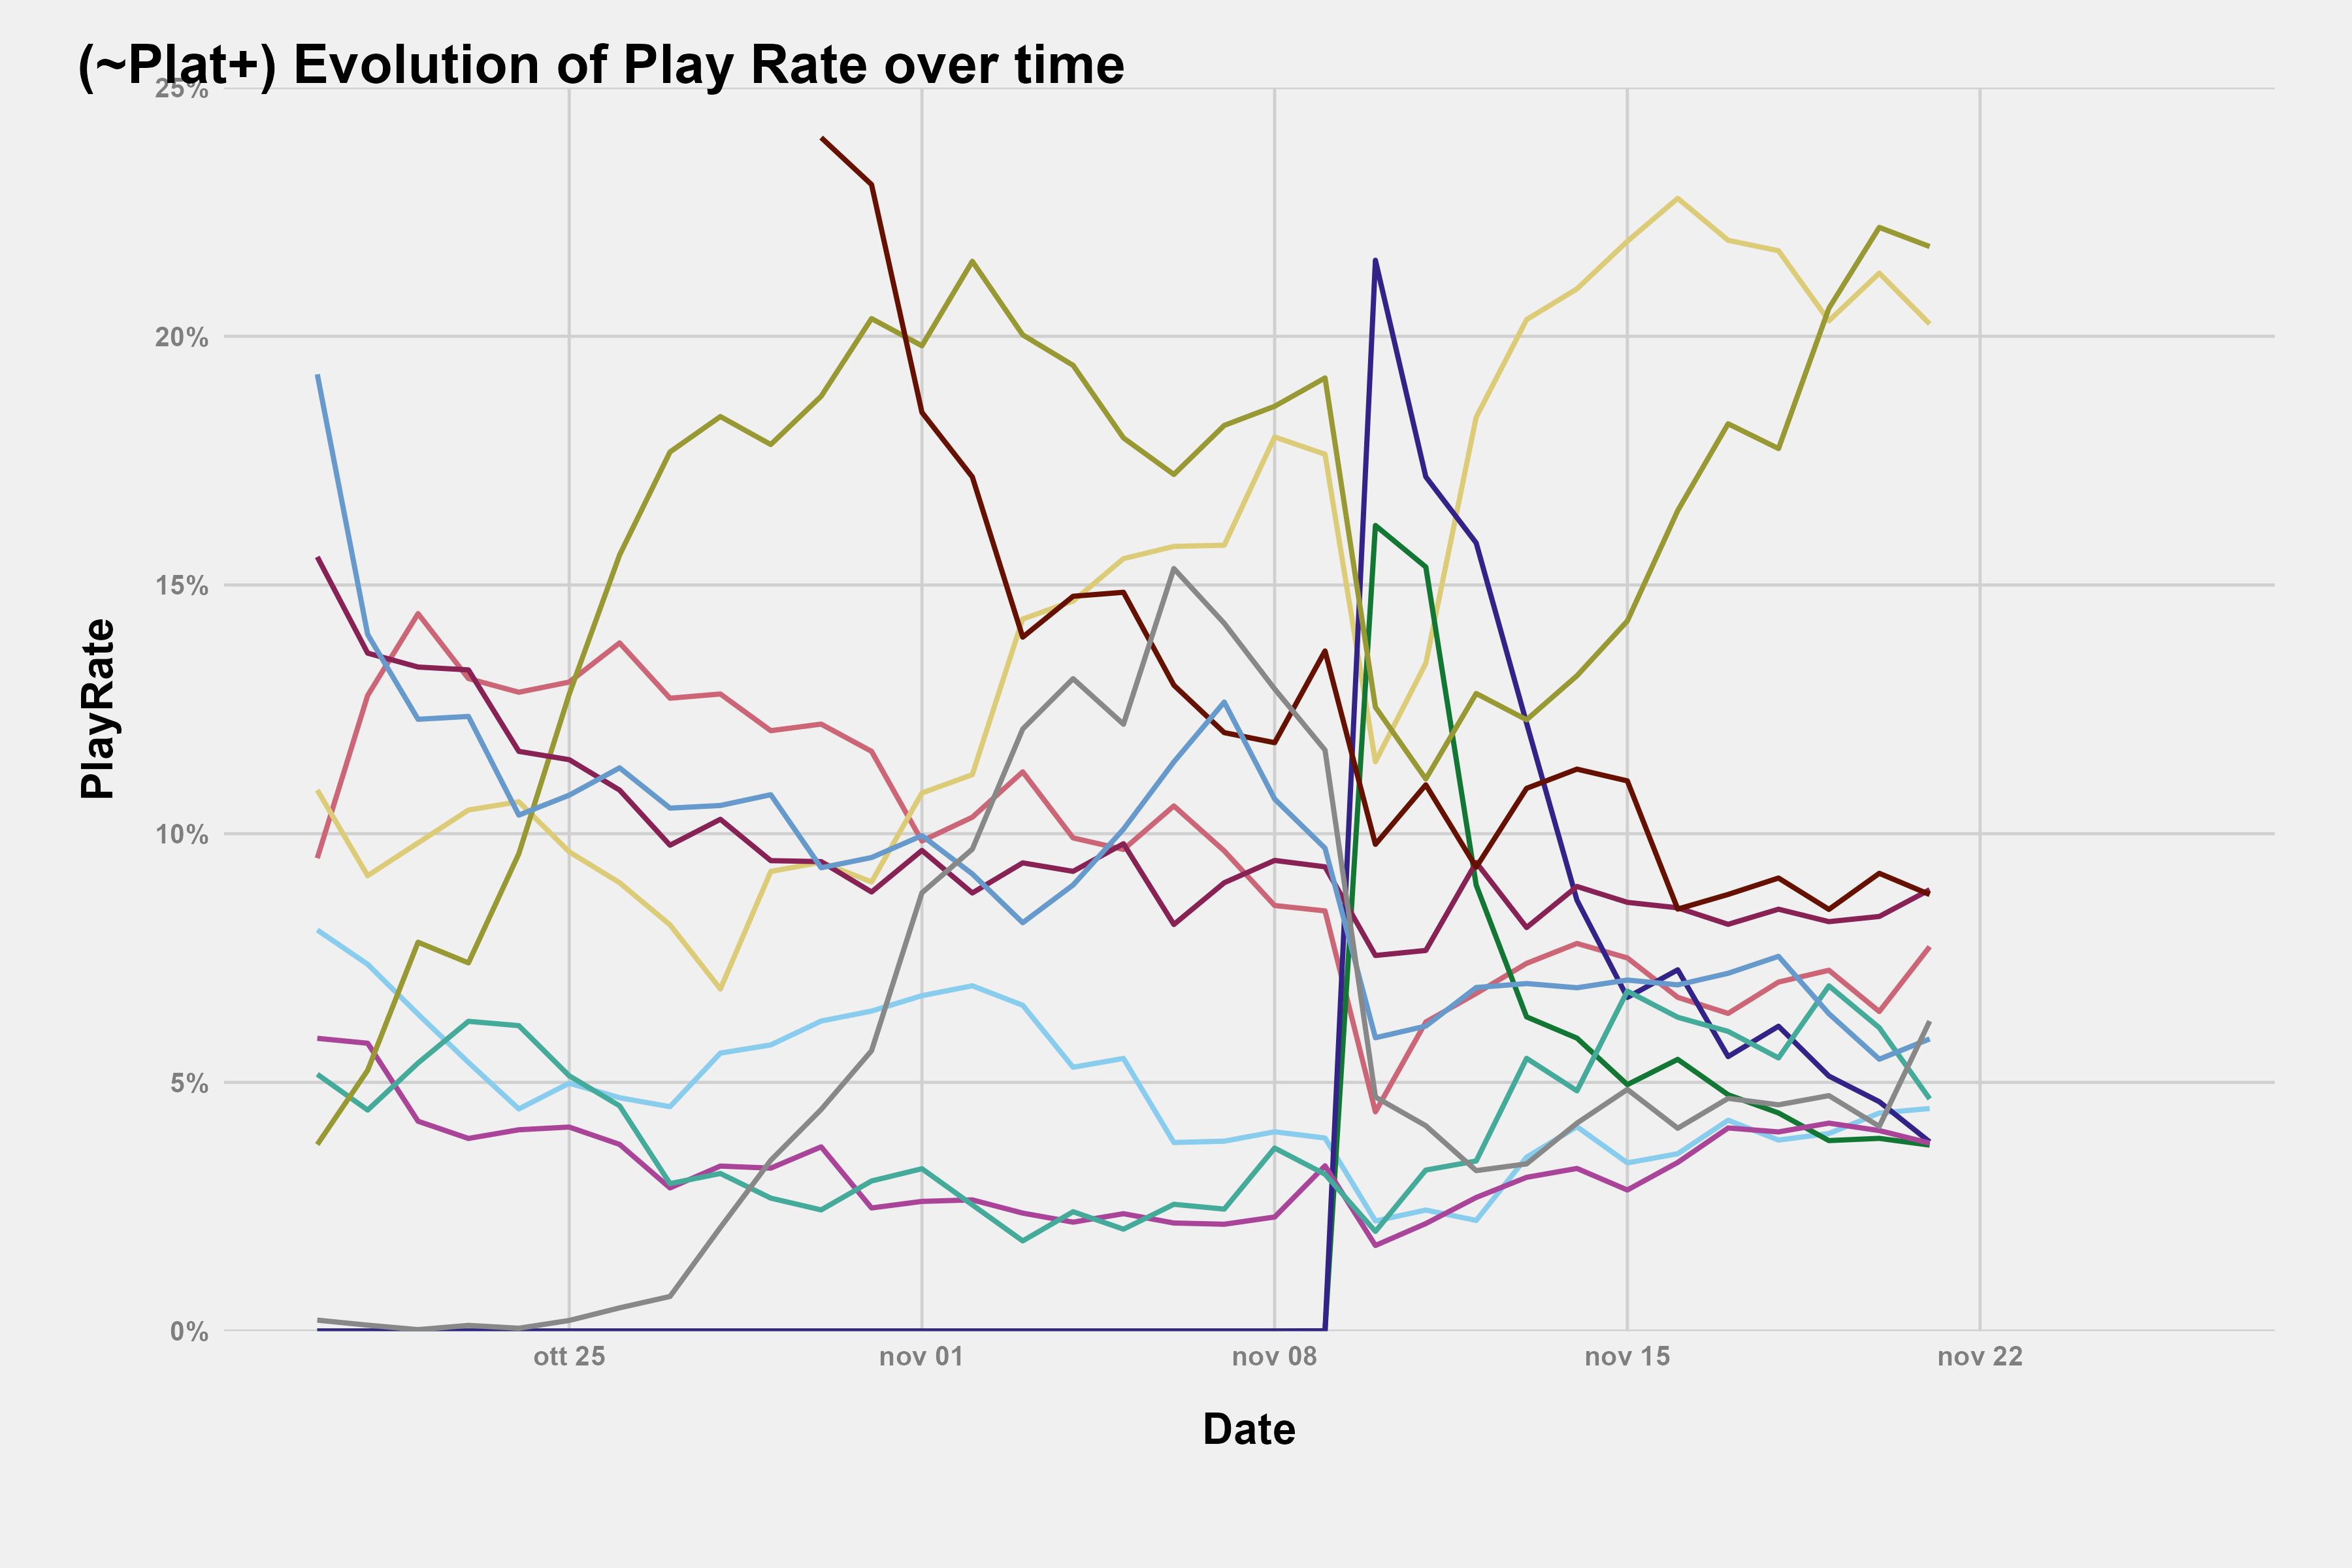 (~Plat+) Evolution of Play Rate over time
25%
20%
15%
10%
5%
0%
PlayRate
ott 25
nov 01
nov 08
nov 15
nov 22
Date